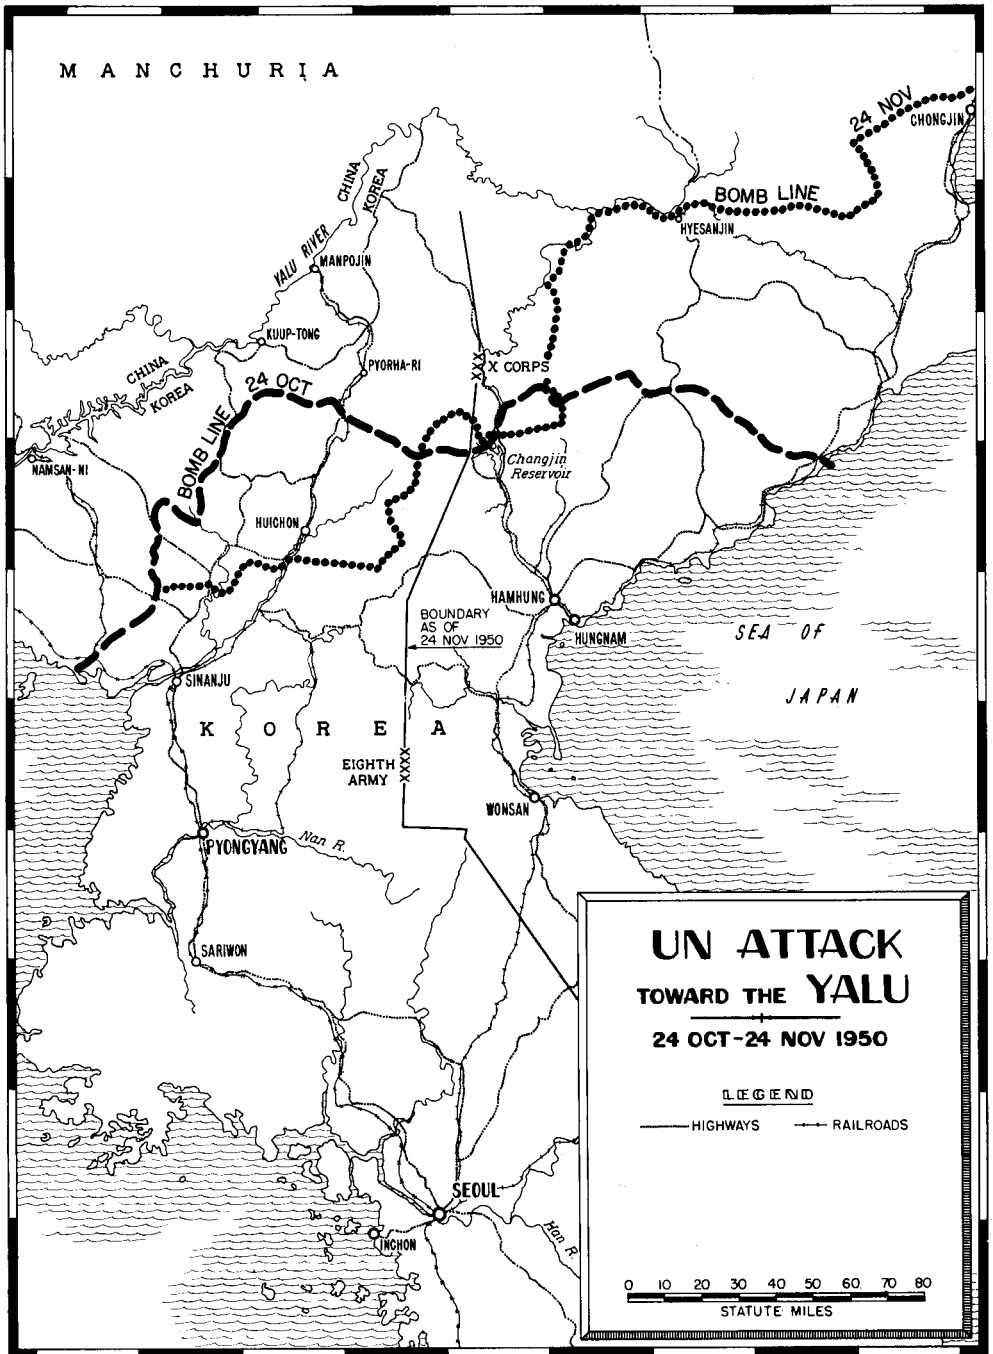 MANCHURIA
24 NOV
CHONGJIN
CHINA
KOREA
BOMB LINE
HYESANJIN
YALU RIVER
MANPOJIN
KUUP-TONG
PYORHA-RI
XXX X CORPS
CHINA
KOREA
24 OCT
BOMB LINE
NAMSAN-NI
Changjin
Reservoir
HUICHON
HAMHUNG
HUNGNAM
BOUNDARY
AS OF
24 NOV 1950
SEA OF
JAPAN
SINANJU
KOREA
EIGHTH
ARMY
XXXX
WONSAN
PYONGYANG
Nan R.
SARIWON
SEOUL
INCHON
Han R.
UN ATTACK
TOWARD THE YALU
24 OCT-24 NOV 1950
LEGEND
HIGHWAYS RAILROADS
0 10 20 30 40 50 60 70 80
STATUTE MILES